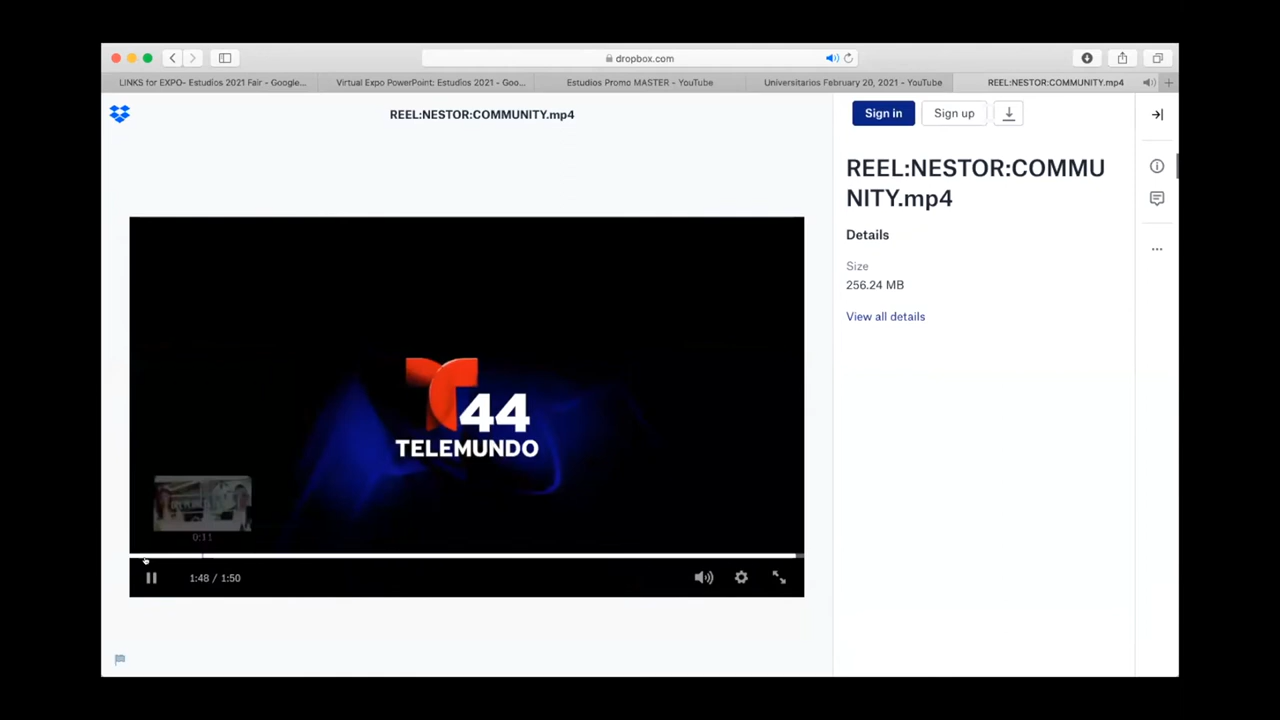 dropbox.com
LINKS for EXPO- Estudios 2021 Fair - Google...
Virtual Expo PowerPoint: Estudios 2021 - Goo...
Estudios Promo MASTER - YouTube
Universitarios February 20, 2021 - YouTube
REEL:NESTOR:COMMUNITY.mp4
REEL:NESTOR:COMMUNITY.mp4
Sign in
Sign up
REEL:NESTOR:COMMU
NITY.mp4
Details
Size
256.24 MB
View all details
44
TELEMUNDO
0:11
1:48 / 1:50